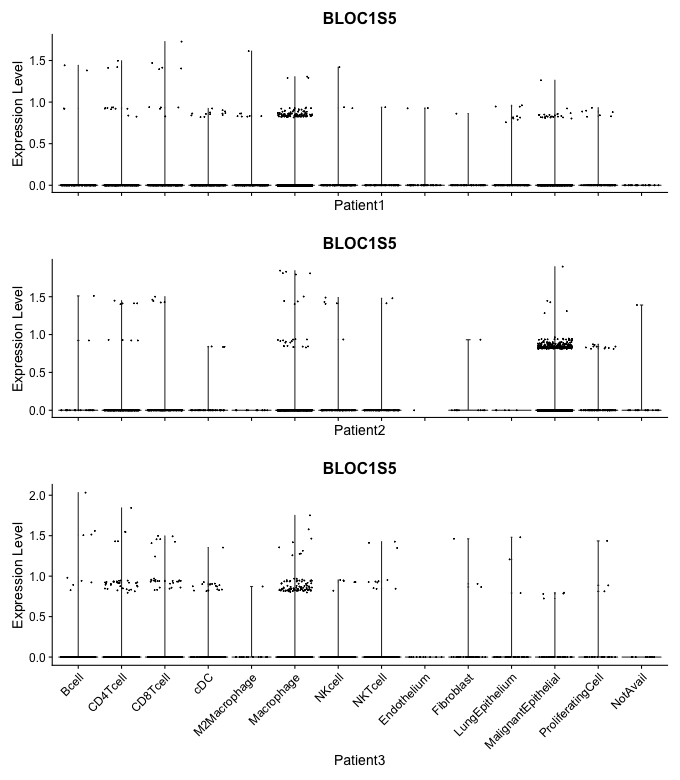 BLOC1S5
Expression Level
1.5
1.0
0.5
0.0
Patient1
BLOC1S5
Expression Level
1.5
1.0
0.5
0.0
Patient2
BLOC1S5
Expression Level
2.0
1.5
1.0
0.5
0.0
Bcell
CD4Tcell
CD8Tcell
cDC
M2Macrophage
Macrophage
NKcell
NKTcell
Endothelium
Fibroblast
LungEpithelium
MalignantEpithelial
ProliferatingCell
NotAvail
Patient3